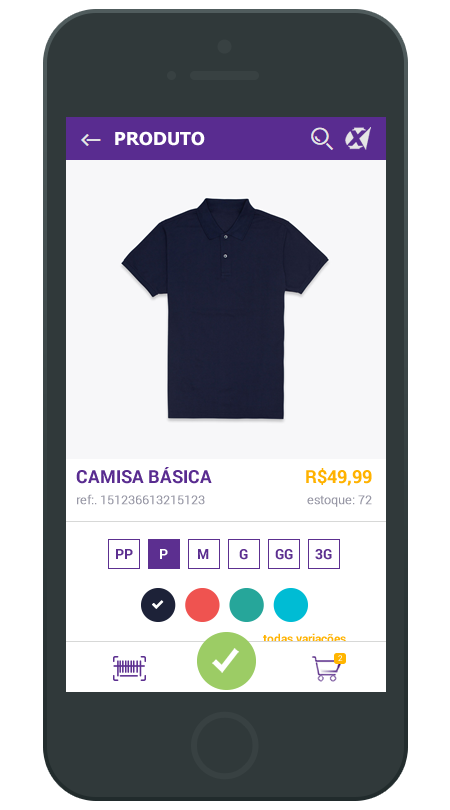 PRODUTO
CAMISA BÁSICA R$49,99
ref:. 151236613215123 estoque: 72
PP P M G GG 3G
todas variações
2